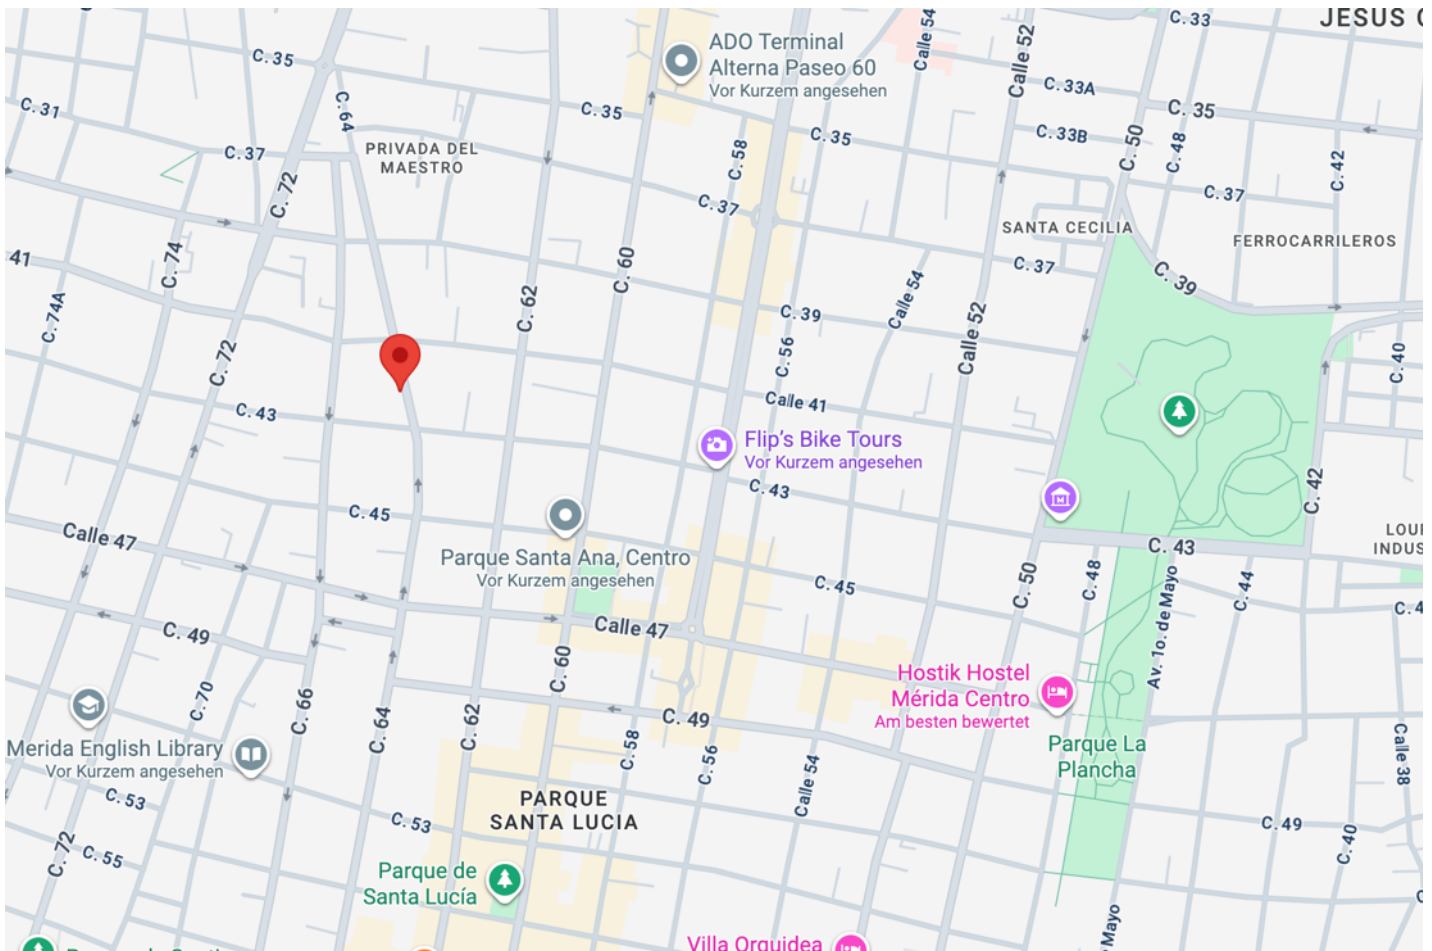 C. 33
JESUS
Calle 54
Calle 52
ADO Terminal
Alterna Paseo 60
Vor Kurzem angesehen
C. 35
C. 33A
C. 31
C. 64
C. 35
C. 35
C. 33B
C. 50
C. 48
C. 35
C. 42
C. 37
PRIVADA DEL
MAESTRO
C. 58
C. 72
C. 37
C. 37
SANTA CECILIA
FERROCARRILEROS
41
C. 74
C. 60
C. 37
C. 39
C. 74A
C. 62
C. 39
Calle 54
Calle 52
C. 72
C. 56
C. 40
C. 43
Calle 41
Flip's Bike Tours
Vor Kurzem angesehen
C. 43
C. 42
C. 45
Calle 47
Parque Santa Ana, Centro
Vor Kurzem angesehen
C. 43
LOUR
INDUS
C. 45
C. 50
C. 48
Av. 1o. de Mayo
C. 44
C. 4
C. 49
Calle 47
C. 60
Hostik Hostel
Mérida Centro
Am besten bewertet
C. 70
C. 66
C. 64
C. 62
C. 49
C. 58
C. 56
Calle 54
Merida English Library
Vor Kurzem angesehen
Parque La
Plancha
Calle 38
C. 53
PARQUE
SANTA LUCIA
C. 53
C. 49
C. 40
C. 72
C. 55
Parque de
Santa Lucía
Villa Orquidea
Mayo